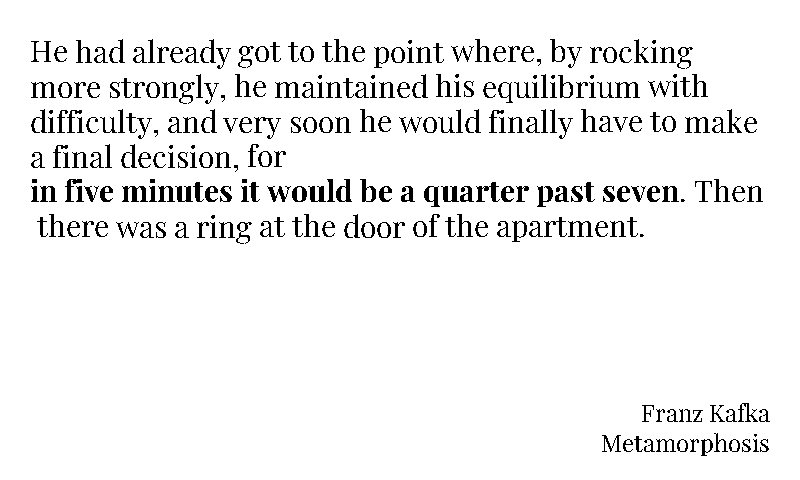 He had already got to the point where, by rocking
more strongly, he maintained his equilibrium with
difficulty, and very soon he would finally have to make
a final decision, for
in five minutes it would be a quarter past seven. Then
there was a ring at the door of the apartment.
Franz Kafka
Metamorphosis